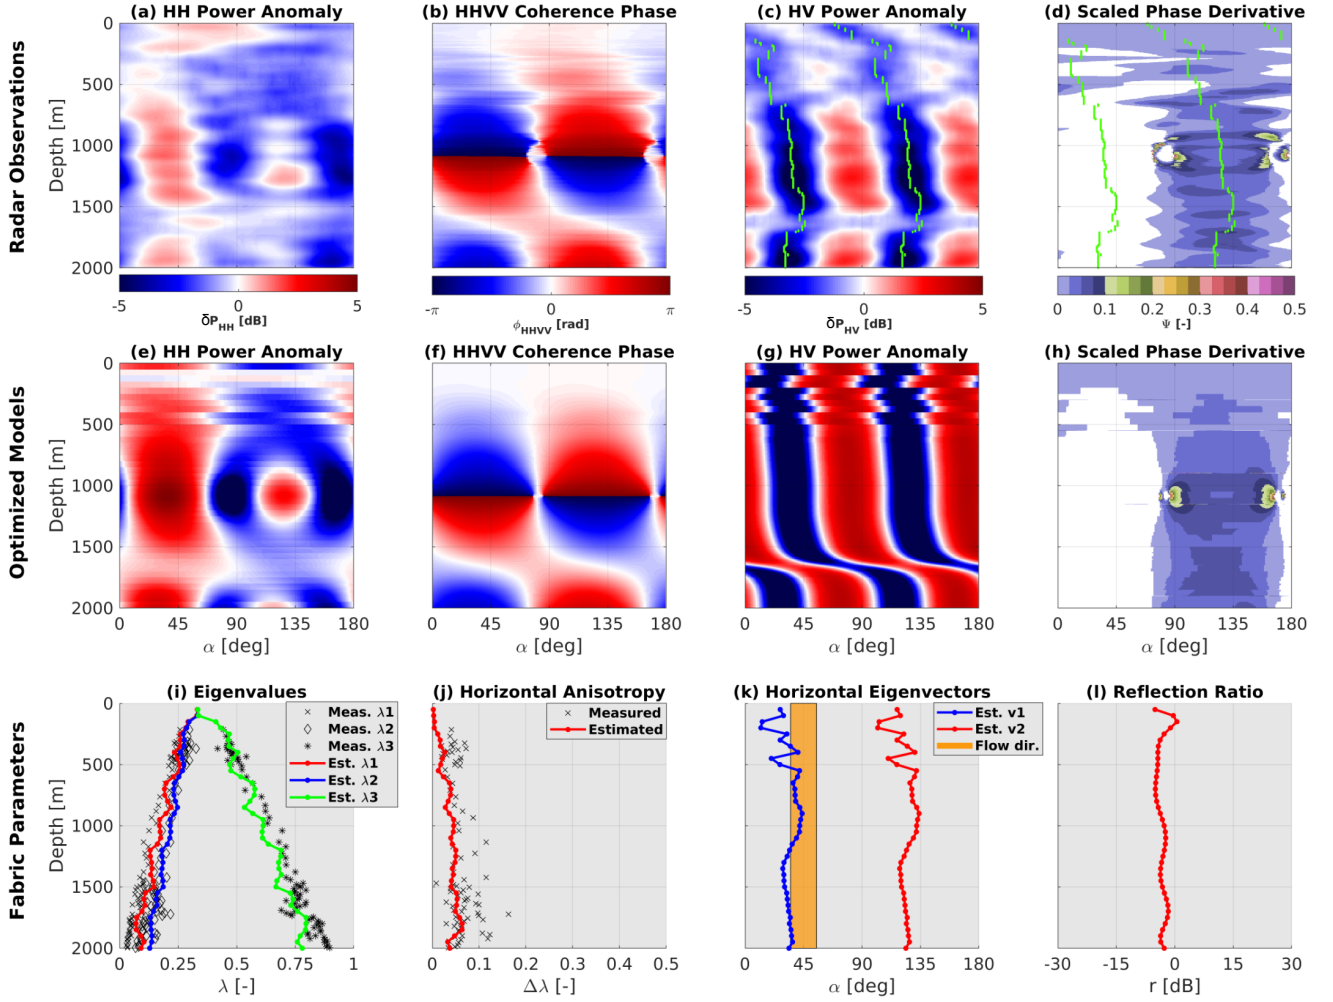 (a) HH Power Anomaly
(b) HHVV Coherence Phase
(c) HV Power Anomaly
(d) Scaled Phase Derivative
Radar Observations
Depth [m]
0
500
1000
1500
2000
-5 0 5
δP_HH [dB]
-π 0 π
ϕ_HHVV [rad]
-5 0 5
δP_HV [dB]
0 0.1 0.2 0.3 0.4 0.5
Ψ [-]
(e) HH Power Anomaly
(f) HHVV Coherence Phase
(g) HV Power Anomaly
(h) Scaled Phase Derivative
Optimized Models
Depth [m]
0
500
1000
1500
2000
0 45 90 135 180
α [deg]
0 45 90 135 180
α [deg]
0 45 90 135 180
α [deg]
0 45 90 135 180
α [deg]
(i) Eigenvalues
(j) Horizontal Anisotropy
(k) Horizontal Eigenvectors
(l) Reflection Ratio
Fabric Parameters
Depth [m]
0
500
1000
1500
2000
Meas. λ1
Meas. λ2
Meas. λ3
Est. λ1
Est. λ2
Est. λ3
0 0.25 0.5 0.75 1
λ [-]
Measured
Estimated
0 0.1 0.2 0.3 0.4 0.5
Δλ [-]
Est. v1
Est. v2
Flow dir.
0 45 90 135 180
α [deg]
-30 -15 0 15 30
r [dB]